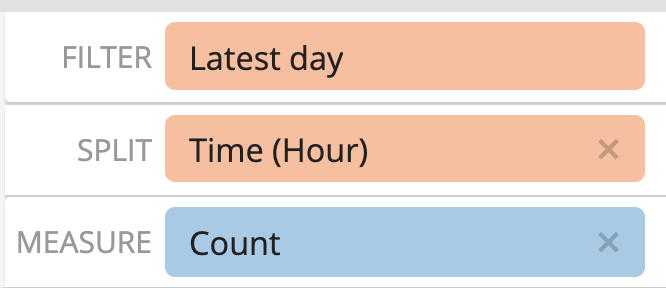 FILTER Latest day
SPLIT Time (Hour) ×
MEASURE Count ×